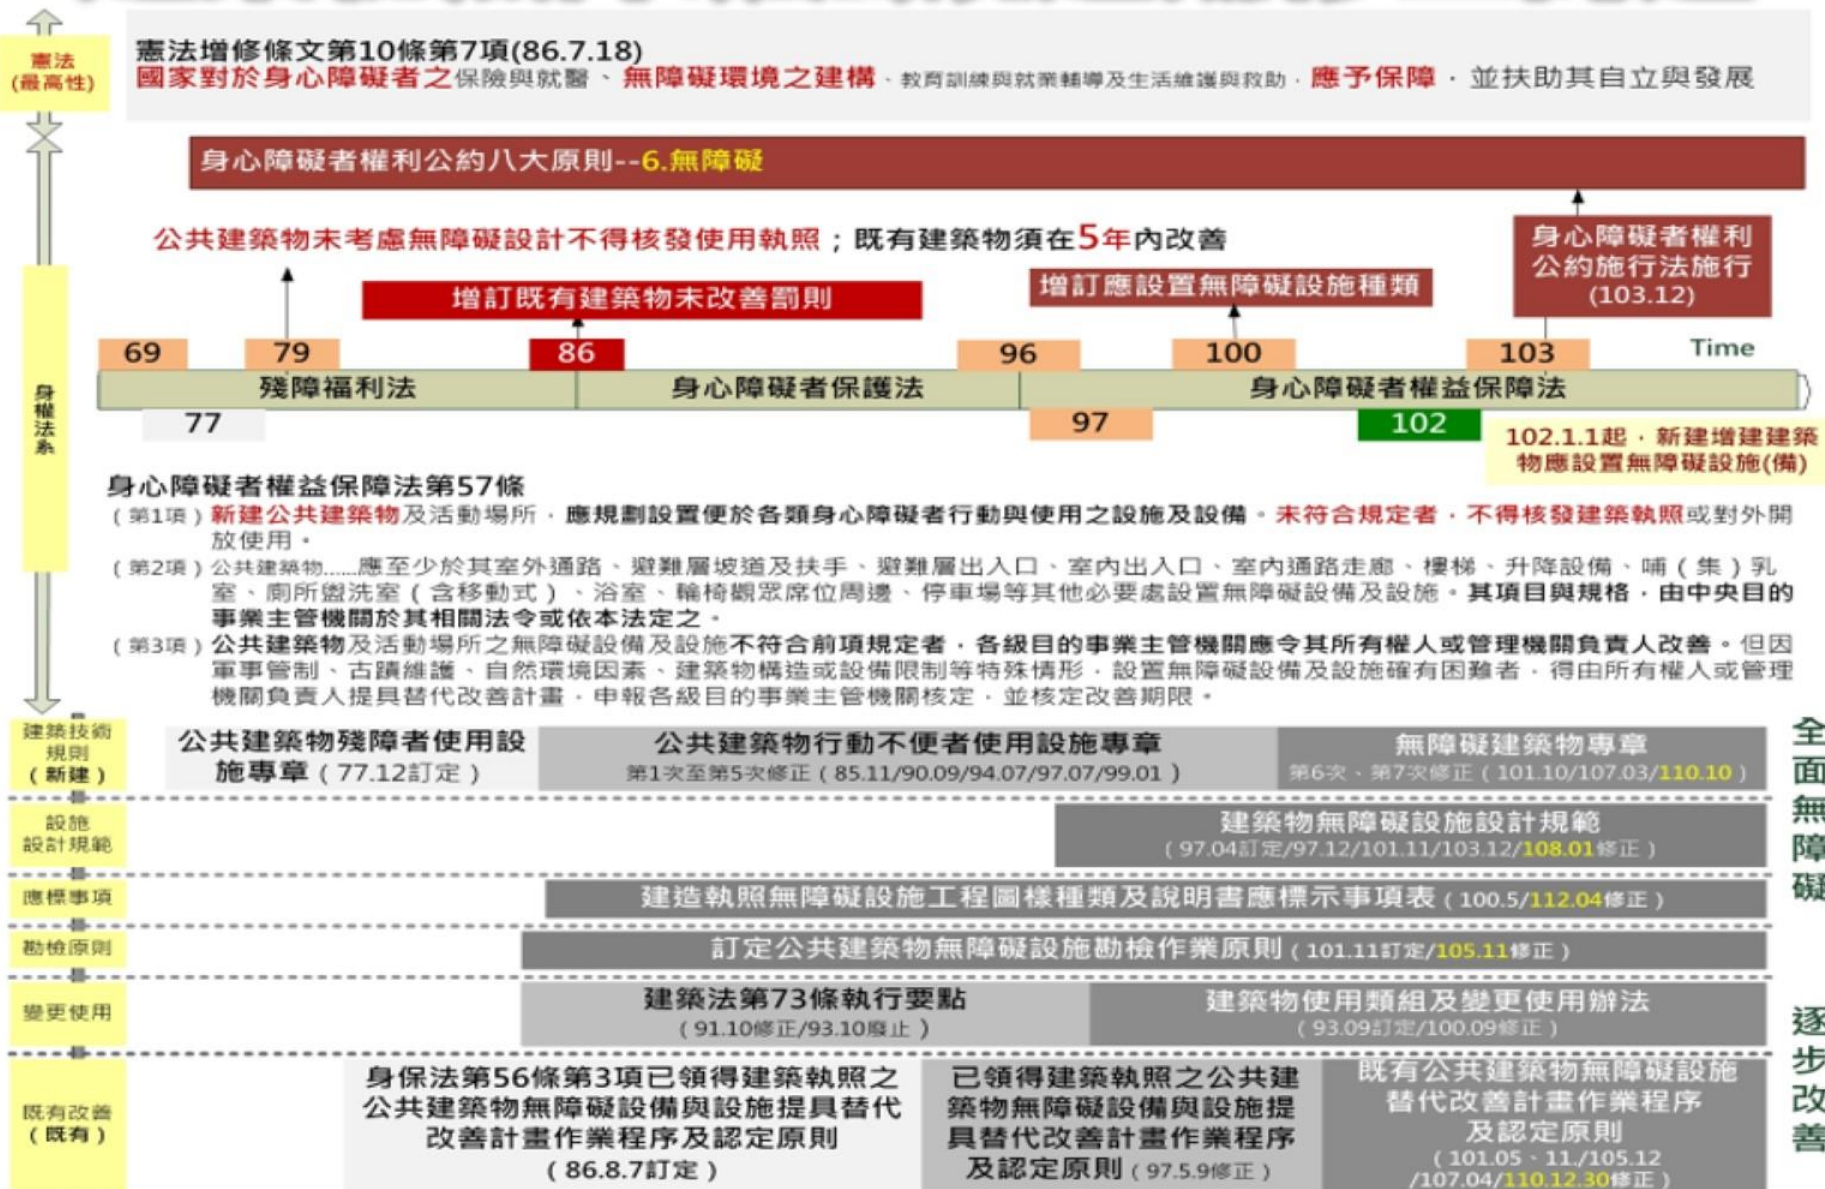 憲法
(最高性)
憲法增修條文第10條第7項(86.7.18)
國家對於身心障礙者之保險與就醫、無障礙環境之建構、教育訓練與就業輔導及生活維護與救助，應予保障，並扶助其自立與發展
身心障礙者權利公約八大原則--6.無障礙
公共建築物未考慮無障礙設計不得核發使用執照；既有建築物須在5年內改善
身心障礙者權利
公約施行法施行
(103.12)
增訂既有建築物未改善罰則
增訂應設置無障礙設施種類
69
79
86
96
100
103
Time
殘障福利法
身心障礙者保護法
身心障礙者權益保障法
77
97
102
102.1.1起，新建增建建築
物應設置無障礙設施(備)
身權法系
身心障礙者權益保障法第57條
（第1項）新建公共建築物及活動場所，應規劃設置便於各類身心障礙者行動與使用之設施及設備。未符合規定者，不得核發建築執照或對外開
放使用。
（第2項）公共建築物......應至少於其室外通路、避難層坡道及扶手、避難層出入口、室內出入口、室內通路走廊、樓梯、升降設備、哺（集）乳
室、廁所盥洗室（含移動式）、浴室、輪椅觀眾席位周邊、停車場等其他必要處設置無障礙設備及設施。其項目與規格，由中央目的
事業主管機關於其相關法令或依本法定之。
（第3項）公共建築物及活動場所之無障礙設備及設施不符合前項規定者，各級目的事業主管機關應令其所有權人或管理機關負責人改善。但因
軍事管制、古蹟維護、自然環境因素、建築物構造或設備限制等特殊情形，設置無障礙設備及設施確有困難者，得由所有權人或管理
機關負責人提具替代改善計畫，申報各級目的事業主管機關核定，並核定改善期限。
建築技術
規則
（新建）
公共建築物殘障者使用設
施專章（77.12訂定）
公共建築物行動不便者使用設施專章
第1次至第5次修正（85.11/90.09/94.07/97.07/99.01）
無障礙建築物專章
第6次、第7次修正（101.10/107.03/110.10）
全面無障礙
設施
設計規範
建築物無障礙設施設計規範
（97.04訂定/97.12/101.11/103.12/108.01修正）
應標事項
建造執照無障礙設施工程圖樣種類及說明書應標示事項表（100.5/112.04修正）
勘檢原則
訂定公共建築物無障礙設施勘檢作業原則（101.11訂定/105.11修正）
變更使用
建築法第73條執行要點
（91.10修正/93.10廢止）
建築物使用類組及變更使用辦法
（93.09訂定/100.09修正）
逐步改善
既有改善
（既有）
身保法第56條第3項已領得建築執照之
公共建築物無障礙設備與設施提具替代
改善計畫作業程序及認定原則
（86.8.7訂定）
已領得建築執照之公共建
築物無障礙設備與設施提
具替代改善計畫作業程序
及認定原則（97.5.9修正）
既有公共建築物無障礙設施
替代改善計畫作業程序
及認定原則
（101.05、11./105.12
/107.04/110.12.30修正）